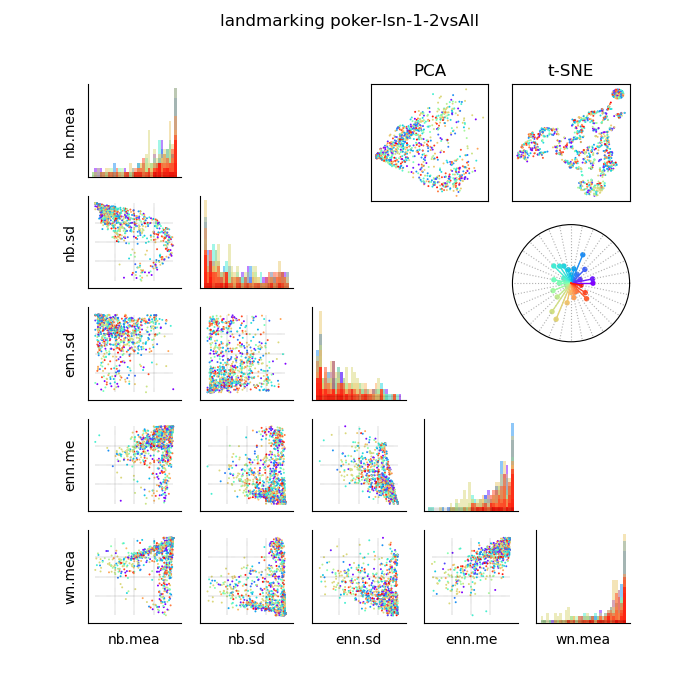 landmarking poker-lsn-1-2vsAll
PCA
t-SNE
nb.mea
nb.sd
enn.sd
enn.me
wn.mea
nb.mea
nb.sd
enn.sd
enn.me
wn.mea